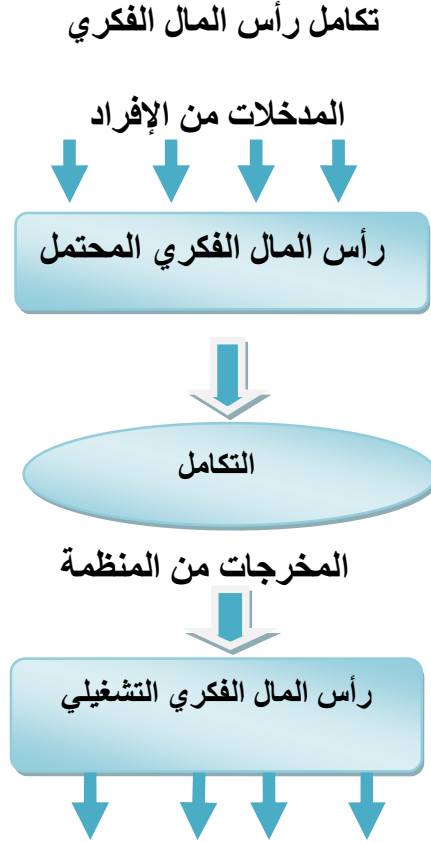 تكامل رأس المال الفكري
المدخلات من الإفراد
رأس المال الفكري المحتمل
التكامل
المخرجات من المنظمة
رأس المال الفكري التشغيلي